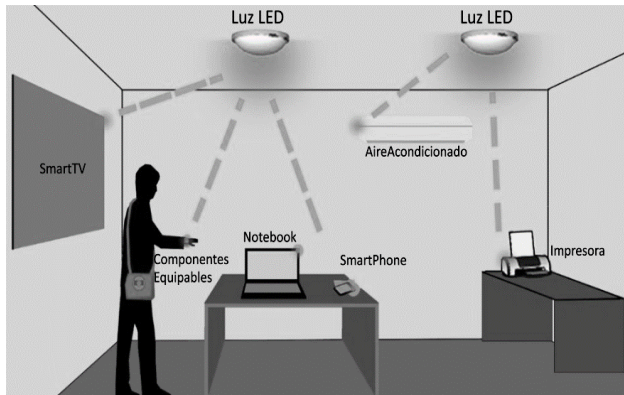 Luz LED
Luz LED
SmartTV
AireAcondicionado
Notebook
Componentes
Equipables
SmartPhone
Impresora